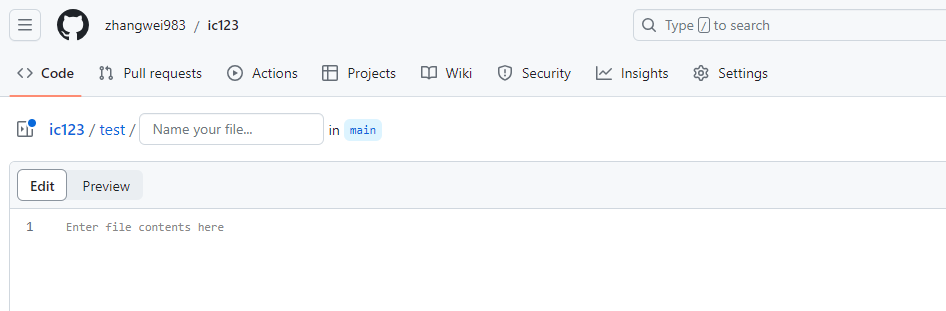 zhangwei983 / ic123
Type / to search
Code Pull requests Actions Projects Wiki Security Insights Settings
ic123 / test / Name your file... in main
Edit Preview
1 Enter file contents here